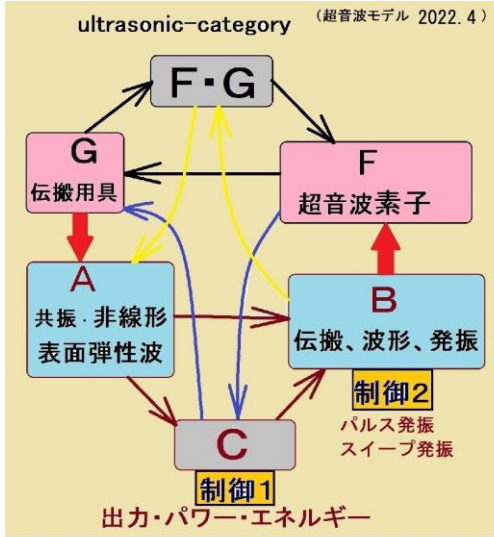 ultrasonic-category
(超音波モデル 2022.4)
F・G
G
伝搬用具
F
超音波素子
A
共振・非線形
表面弾性波
B
伝搬、波形、発振
制御2
パルス発振
スイープ発振
C
制御1
出力・パワー・エネルギー